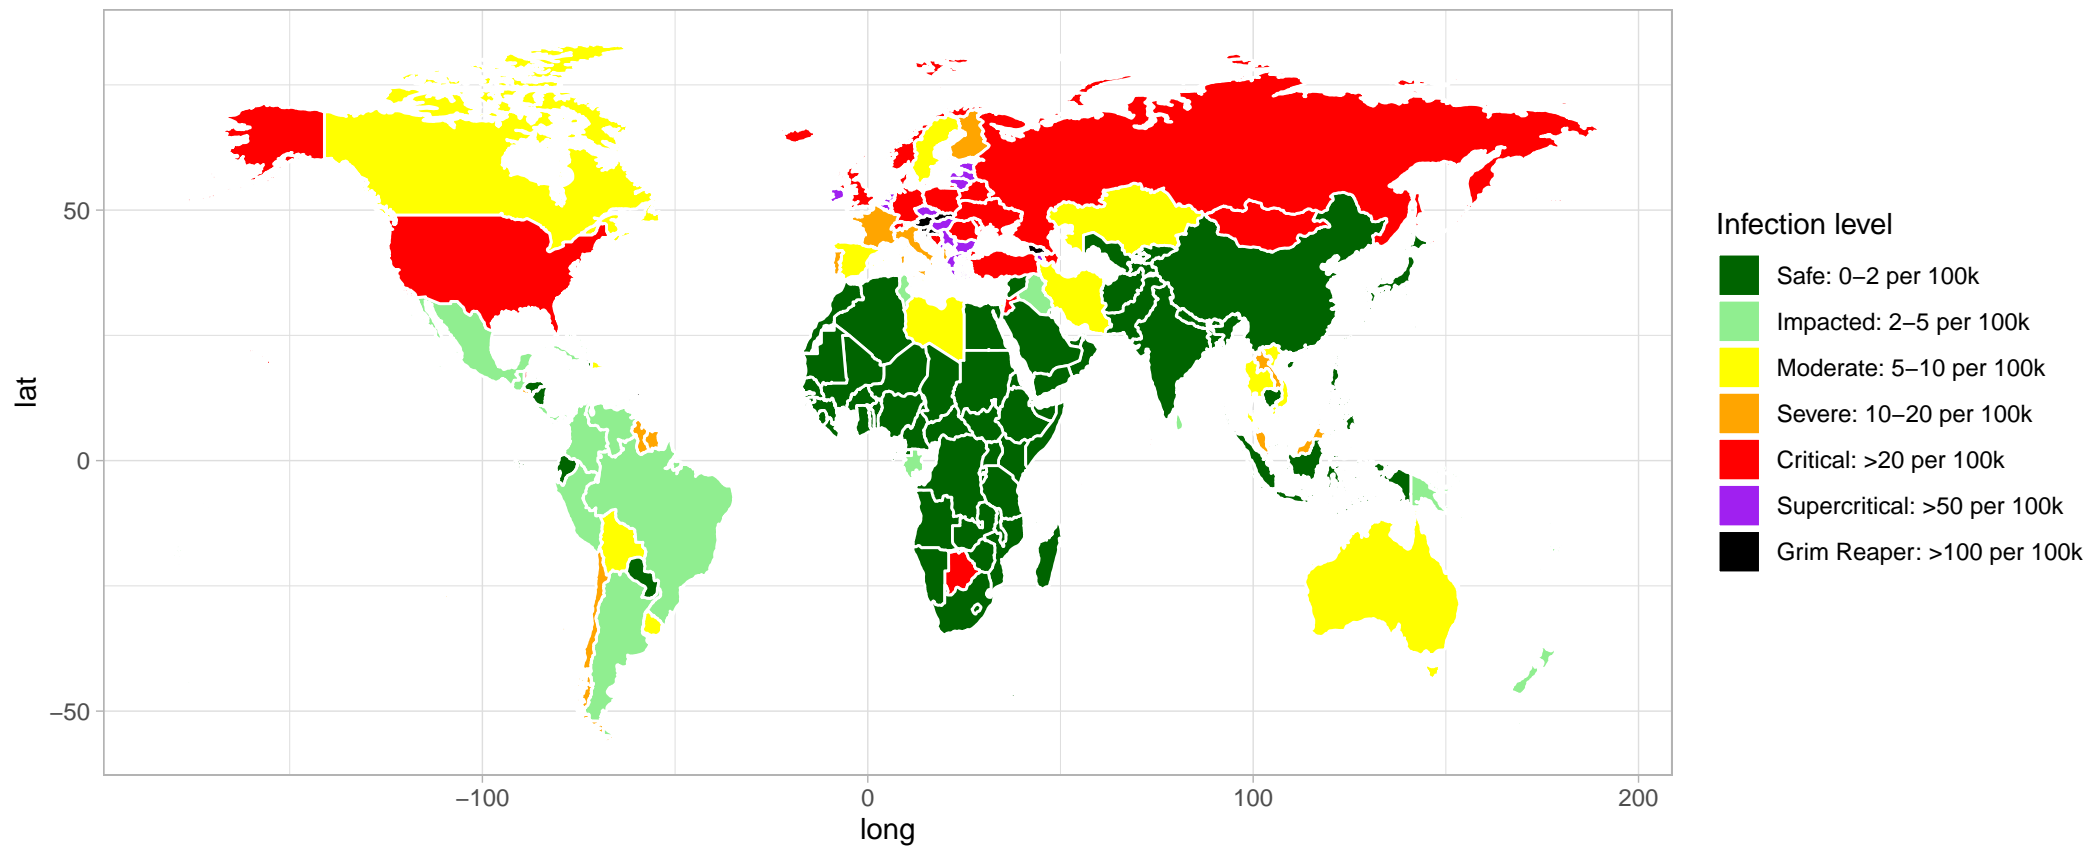 50
0
−50
lat
−100
0
100
200
long
Infection level
Safe: 0−2 per 100k
Impacted: 2−5 per 100k
Moderate: 5−10 per 100k
Severe: 10−20 per 100k
Critical: >20 per 100k
Supercritical: >50 per 100k
Grim Reaper: >100 per 100k